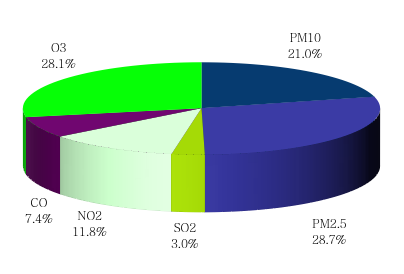 PM10
21.0%
O3
28.1%
CO
7.4%
NO2
11.8%
SO2
3.0%
PM2.5
28.7%